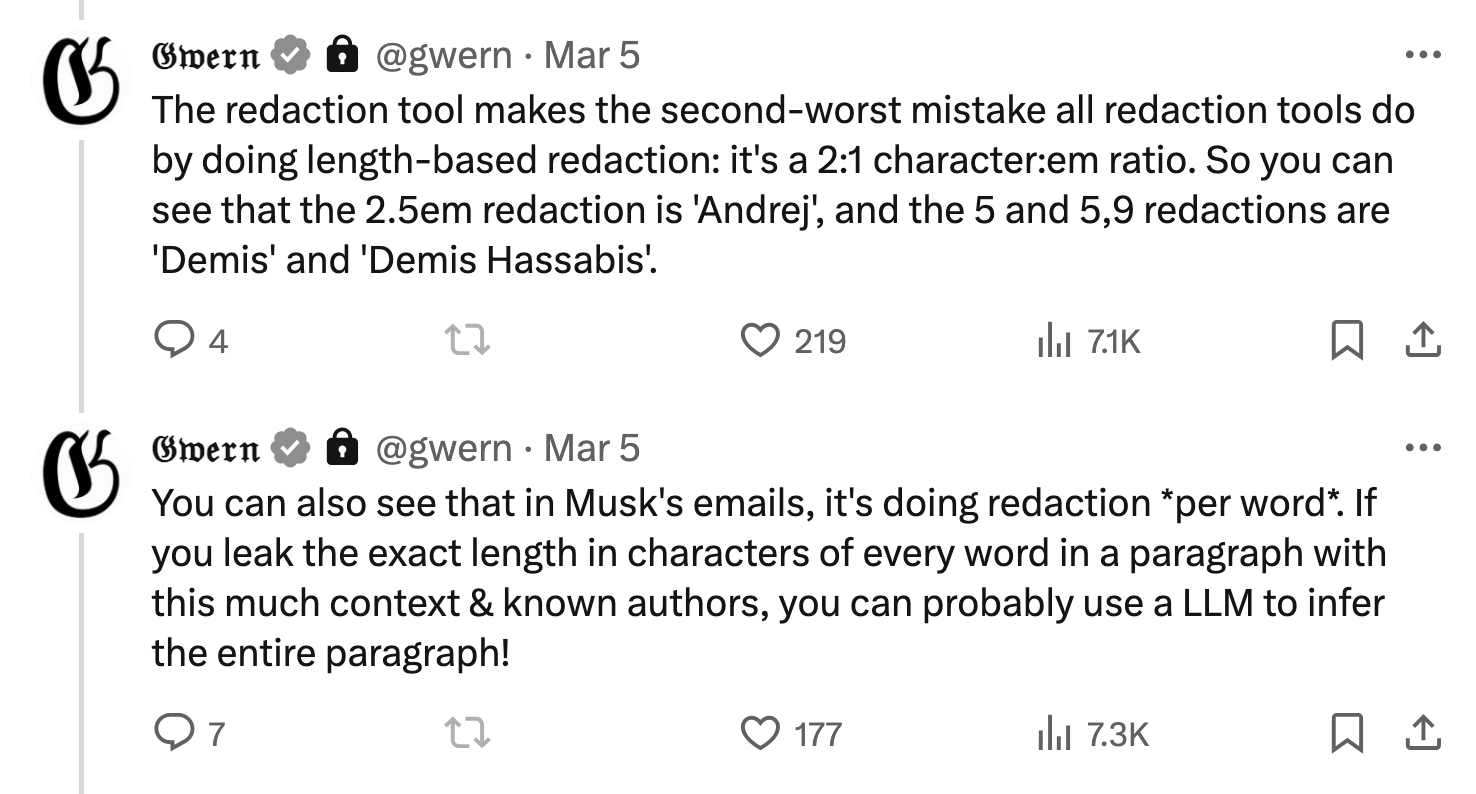 𝕲𝖜𝖊𝖗𝖓 @gwern · Mar 5
The redaction tool makes the second-worst mistake all redaction tools do
by doing length-based redaction: it's a 2:1 character:em ratio. So you can
see that the 2.5em redaction is 'Andrej', and the 5 and 5,9 redactions are
'Demis' and 'Demis Hassabis'.
4 219 7.1K
𝕲𝖜𝖊𝖗𝖓 @gwern · Mar 5
You can also see that in Musk's emails, it's doing redaction *per word*. If
you leak the exact length in characters of every word in a paragraph with
this much context & known authors, you can probably use a LLM to infer
the entire paragraph!
7 177 7.3K